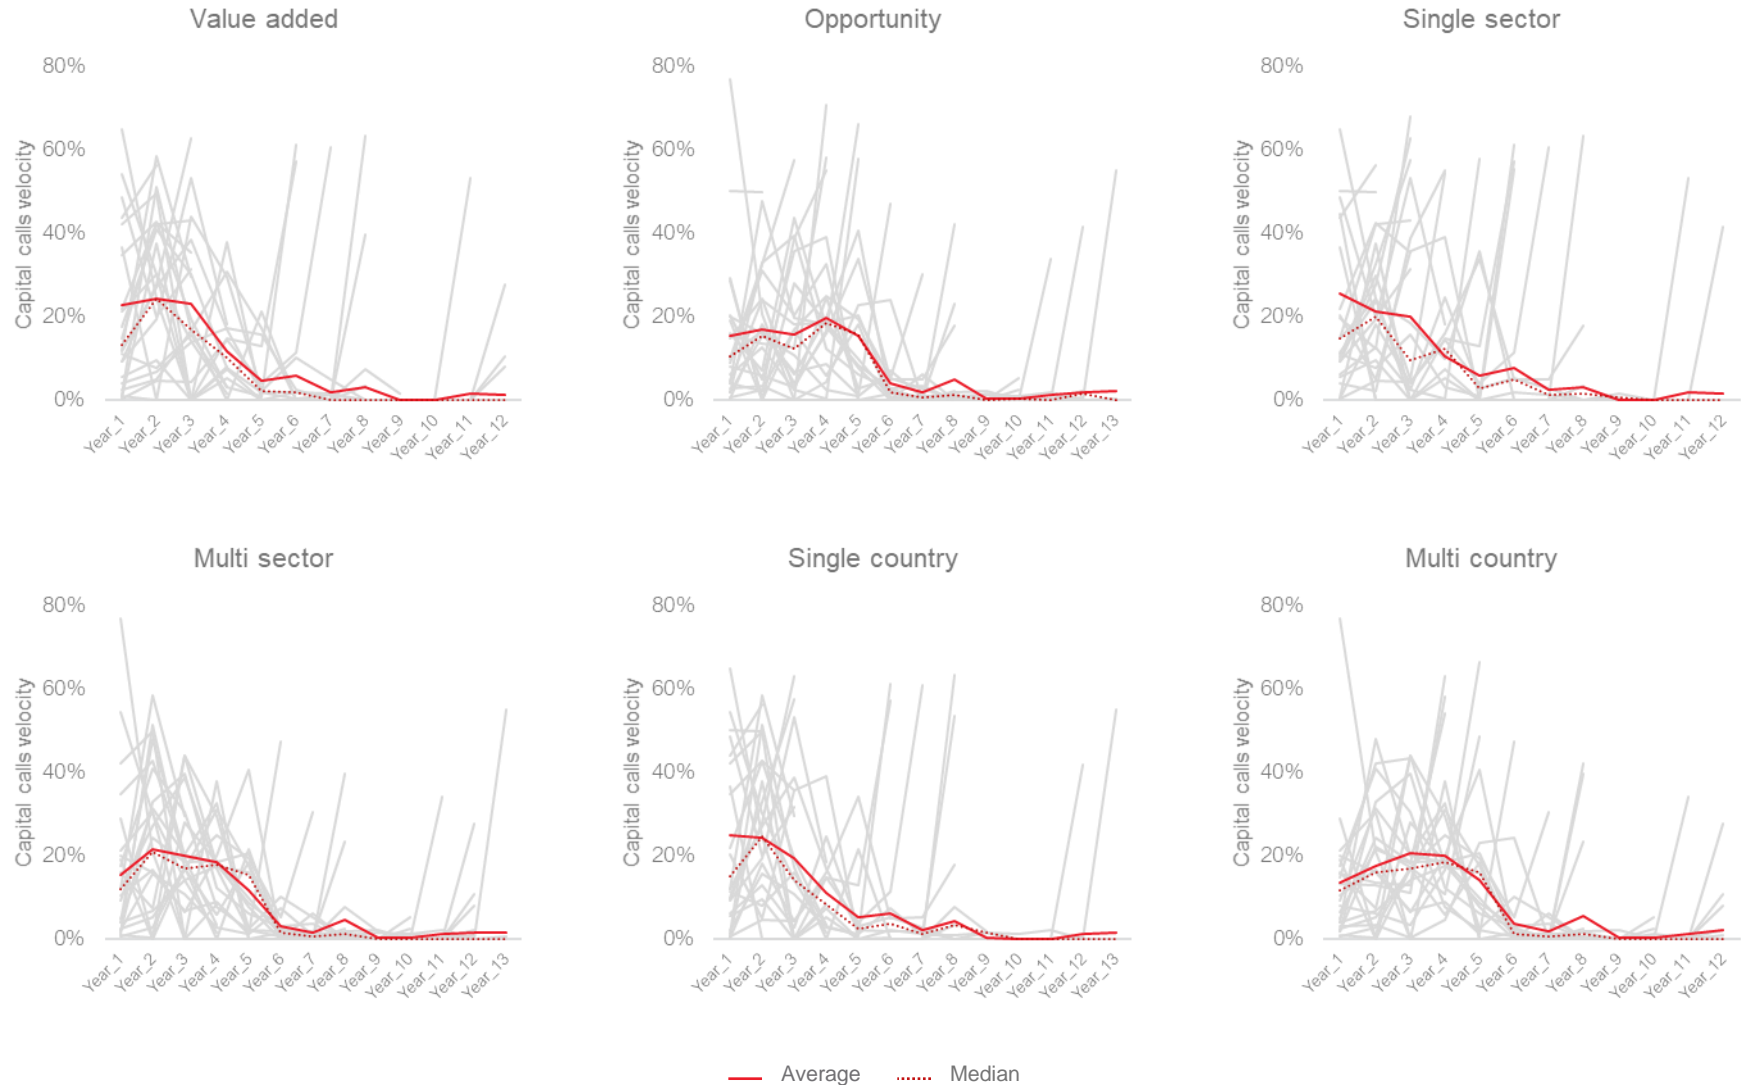 Value added
Opportunity
Single sector
Capital calls velocity
80%
60%
40%
20%
0%
Year_1
Year_2
Year_3
Year_4
Year_5
Year_6
Year_7
Year_8
Year_9
Year_10
Year_11
Year_12
Capital calls velocity
80%
60%
40%
20%
0%
Year_1
Year_2
Year_3
Year_4
Year_5
Year_6
Year_7
Year_8
Year_9
Year_10
Year_11
Year_12
Year_13
Capital calls velocity
80%
60%
40%
20%
0%
Year_1
Year_2
Year_3
Year_4
Year_5
Year_6
Year_7
Year_8
Year_9
Year_10
Year_11
Year_12
Multi sector
Single country
Multi country
Capital calls velocity
80%
60%
40%
20%
0%
Year_1
Year_2
Year_3
Year_4
Year_5
Year_6
Year_7
Year_8
Year_9
Year_10
Year_11
Year_12
Year_13
Capital calls velocity
80%
60%
40%
20%
0%
Year_1
Year_2
Year_3
Year_4
Year_5
Year_6
Year_7
Year_8
Year_9
Year_10
Year_11
Year_12
Year_13
Capital calls velocity
80%
60%
40%
20%
0%
Year_1
Year_2
Year_3
Year_4
Year_5
Year_6
Year_7
Year_8
Year_9
Year_10
Year_11
Year_12
Average
Median